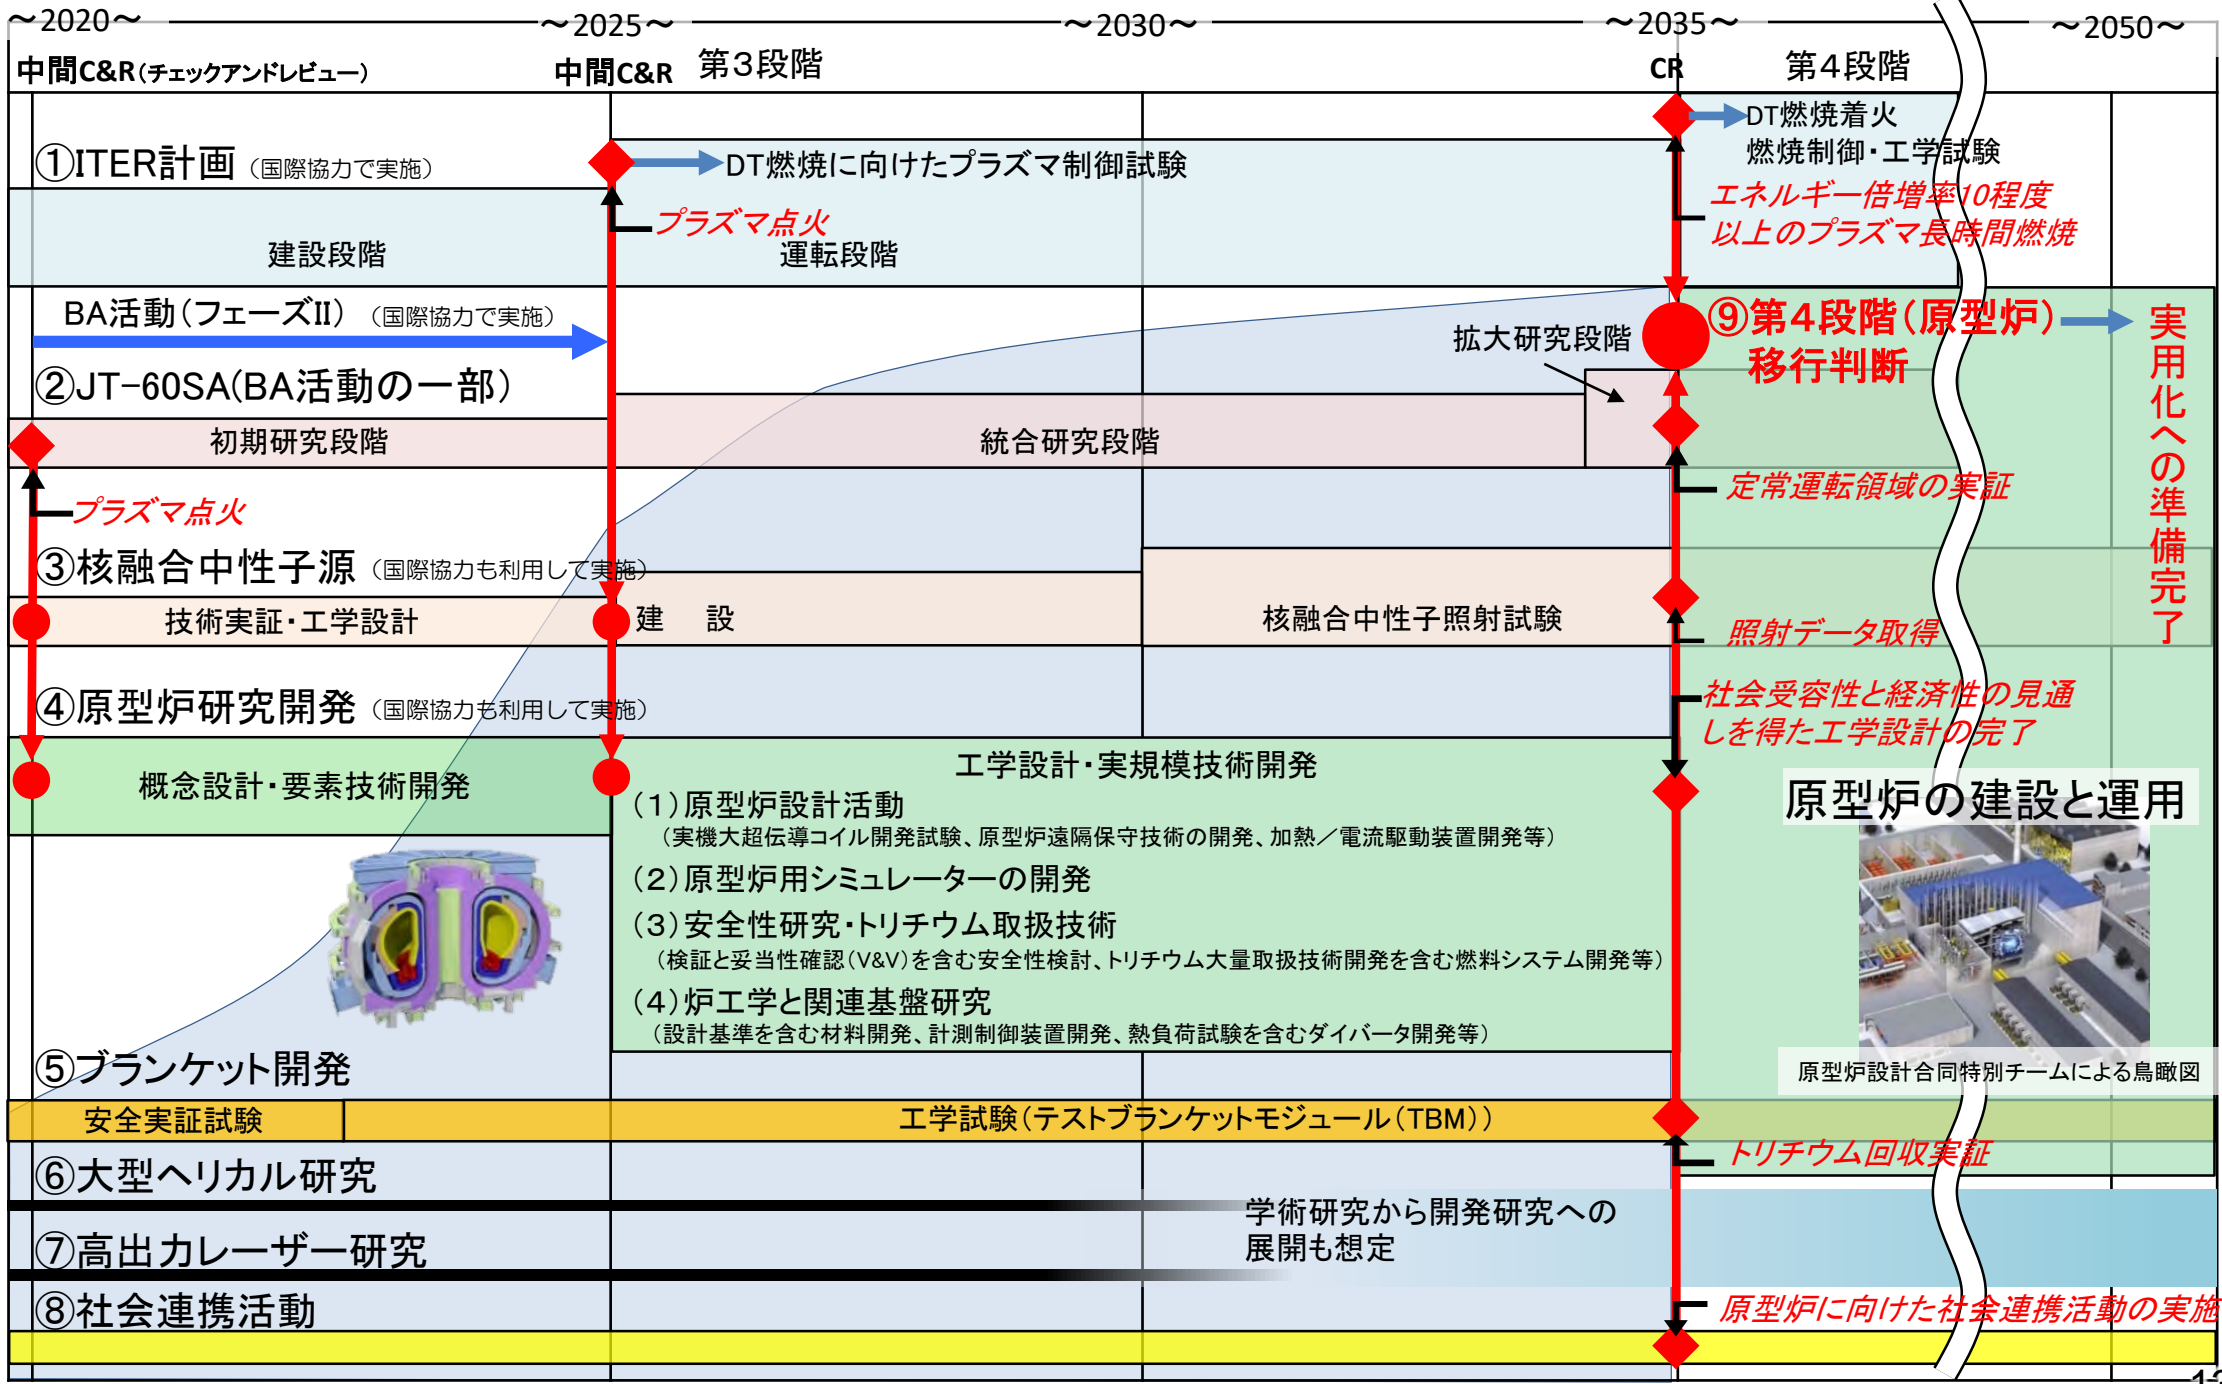 ～2020～
～2025～
～2030～
～2035～
～2050～
中間C&R(チェックアンドレビュー)
中間C&R
第３段階
CR
第４段階
①ITER計画（国際協力で実施）
DT燃焼に向けたプラズマ制御試験
DT燃焼着火
燃焼制御・工学試験
プラズマ点火
エネルギー倍増率10程度
以上のプラズマ長時間燃焼
建設段階
運転段階
BA活動（フェーズII）（国際協力で実施）
拡大研究段階
⑨第４段階（原型炉）
移行判断
実用化への準備完了
②JT-60SA(BA活動の一部）
初期研究段階
統合研究段階
プラズマ点火
定常運転領域の実証
③核融合中性子源（国際協力も利用して実施）
技術実証・工学設計
建　設
核融合中性子照射試験
照射データ取得
④原型炉研究開発（国際協力も利用して実施）
社会受容性と経済性の見通
しを得た工学設計の完了
概念設計・要素技術開発
工学設計・実規模技術開発
（１）原型炉設計活動
（実機大超伝導コイル開発試験、原型炉遠隔保守技術の開発、加熱／電流駆動装置開発等）
（２）原型炉用シミュレーターの開発
（３）安全性研究・トリチウム取扱技術
（検証と妥当性確認（V&V）を含む安全性検討、トリチウム大量取扱技術開発を含む燃料システム開発等）
（４）炉工学と関連基盤研究
（設計基準を含む材料開発、計測制御装置開発、熱負荷試験を含むダイバータ開発等）
原型炉の建設と運用
原型炉設計合同特別チームによる鳥瞰図
⑤ブランケット開発
安全実証試験
工学試験（テストブランケットモジュール（TBM））
トリチウム回収実証
⑥大型ヘリカル研究
学術研究から開発研究への
展開も想定
⑦高出力レーザー研究
⑧社会連携活動
原型炉に向けた社会連携活動の実施